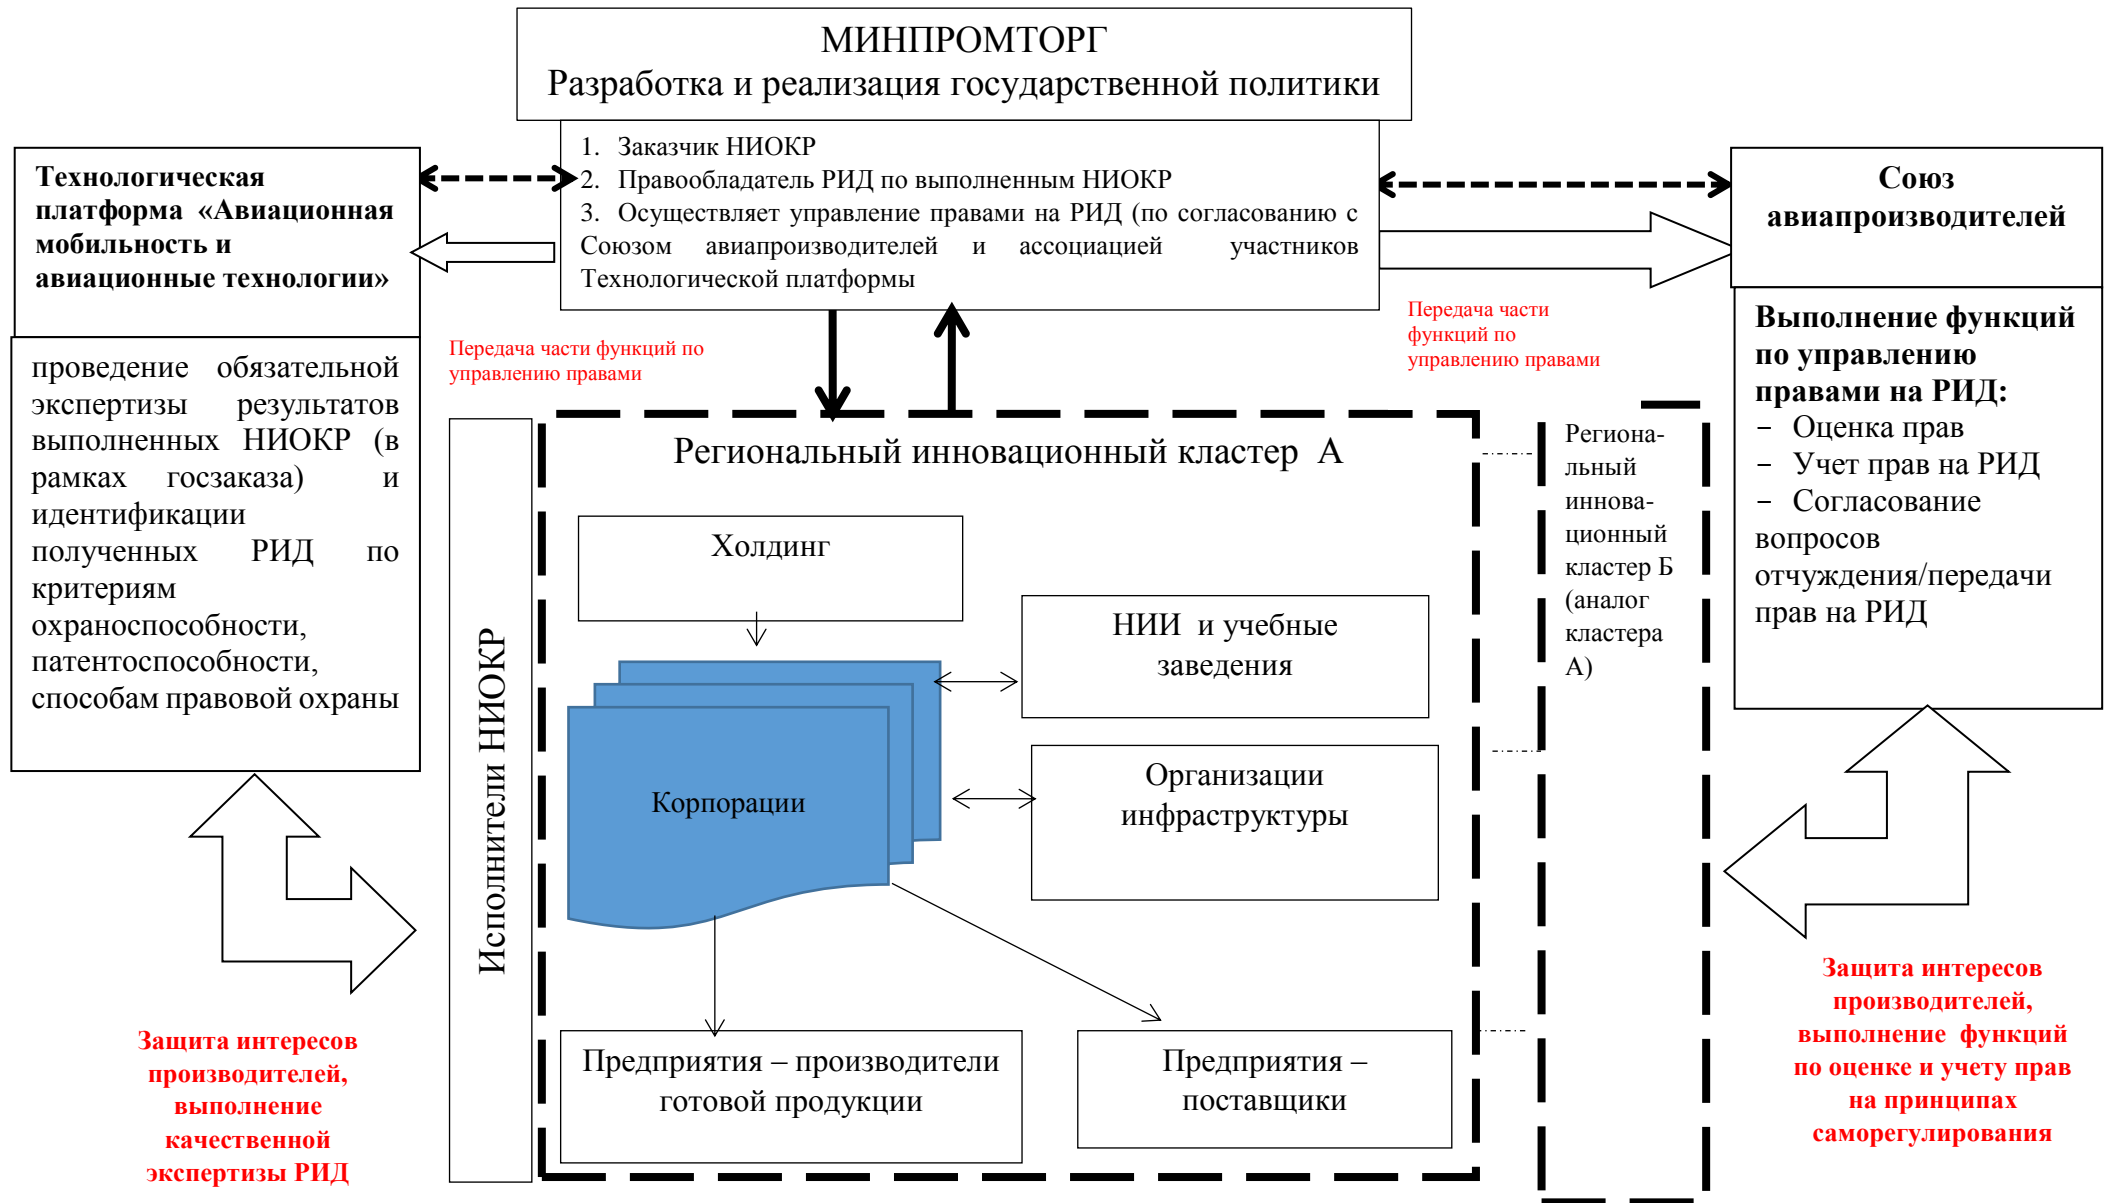 МИНПРОМТОРГ
Разработка и реализация государственной политики
1. Заказчик НИОКР
2. Правообладатель РИД по выполненным НИОКР
3. Осуществляет управление правами на РИД (по согласованию с
Союзом авиапроизводителей и ассоциацией участников
Технологической платформы
Технологическая
платформа «Авиационная
мобильность и
авиационные технологии»
проведение обязательной
экспертизы результатов
выполненных НИОКР (в
рамках госзаказа) и
идентификации
полученных РИД по
критериям
охраноспособности,
патентоспособности,
способам правовой охраны
Союз
авиапроизводителей
Выполнение функций
по управлению
правами на РИД:
− Оценка прав
− Учет прав на РИД
− Согласование
вопросов
отчуждения/передачи
прав на РИД
Передача части функций по
управлению правами
Передача части
функций по
управлению правами
Исполнители НИОКР
Региональный инновационный кластер А
Холдинг
НИИ и учебные
заведения
Корпорации
Организации
инфраструктуры
Предприятия – производители
готовой продукции
Предприятия –
поставщики
Региона-
льный
иннова-
ционный
кластер Б
(аналог
кластера
А)
Защита интересов
производителей,
выполнение
качественной
экспертизы РИД
Защита интересов
производителей,
выполнение функций
по оценке и учету прав
на принципах
саморегулирования